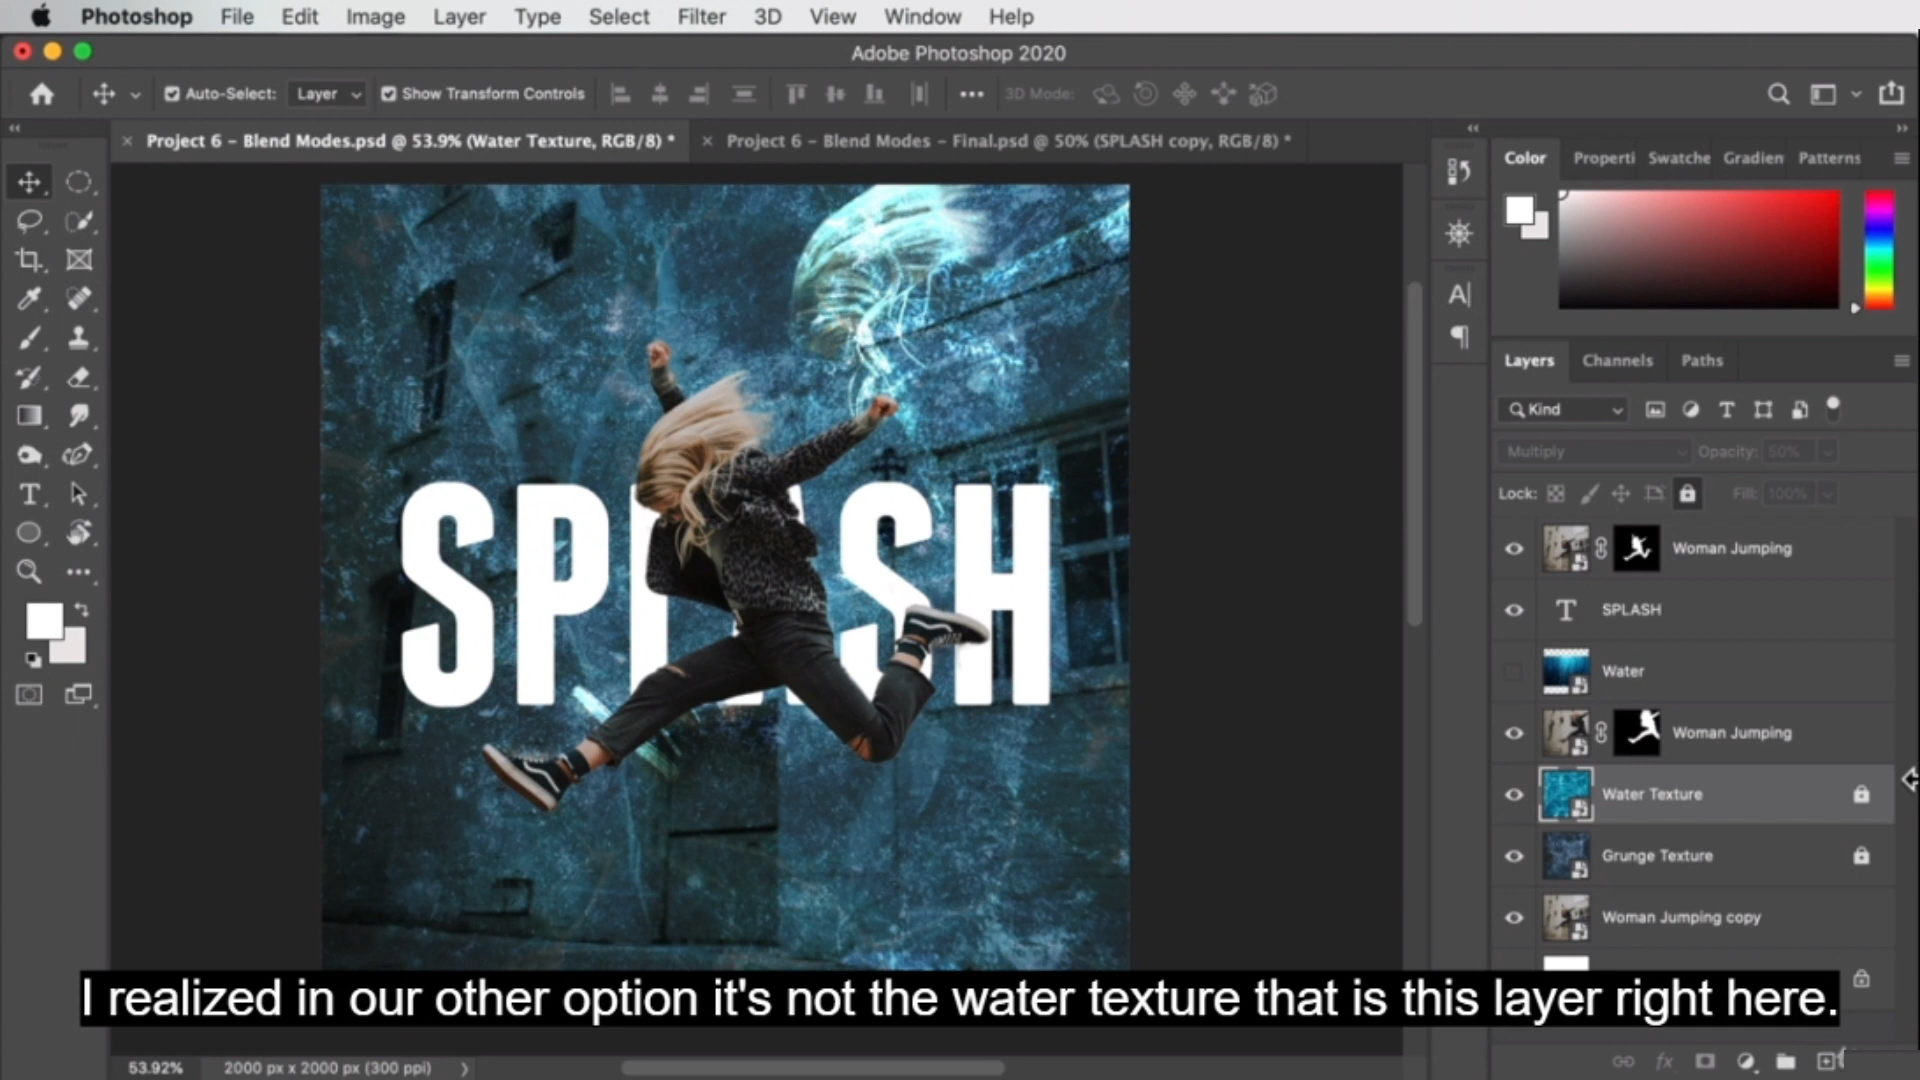 Photoshop File Edit Image Layer Type Select Filter 3D View Window Help
Adobe Photoshop 2020
Auto-Select: Layer Show Transform Controls 3D Mode:
Project 6 - Blend Modes.psd @ 53.9% (Water Texture, RGB/8) *
Project 6 - Blend Modes - Final.psd @ 50% (SPLASH copy, RGB/8) *
Color Properti Swatche Gradien Patterns
Layers Channels Paths
Kind
Multiply Opacity: 50%
Lock: Fill: 100%
Woman Jumping
SPLASH
Water
Woman Jumping
Water Texture
Grunge Texture
Woman Jumping copy
SPLASH
I realized in our other option it's not the water texture that is this layer right here.
53.92% 2000 px x 2000 px (300 ppi)